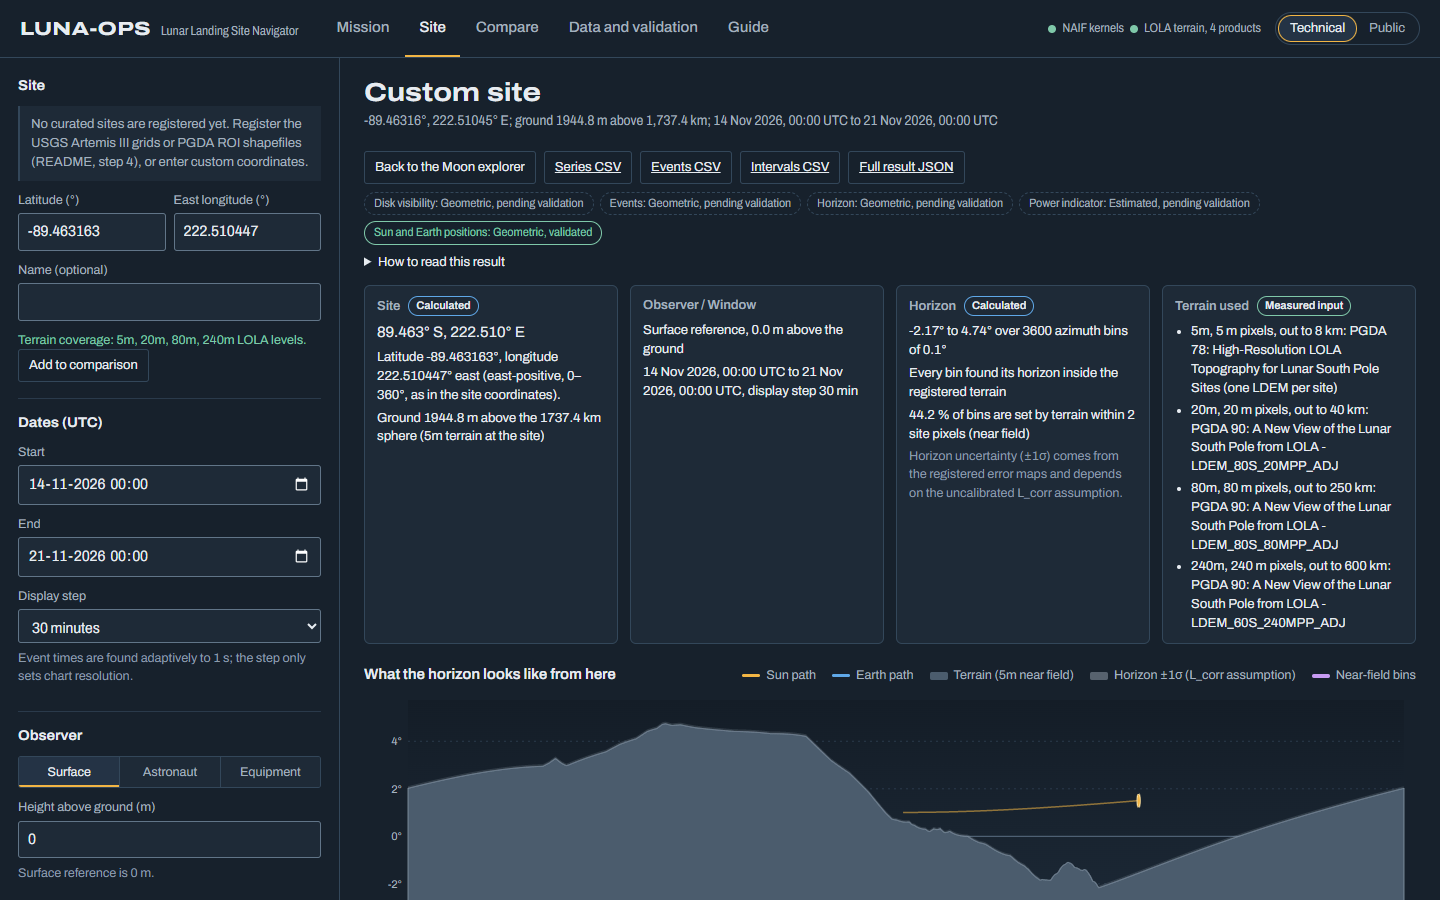 LUNA-OPS Lunar Landing Site Navigator Mission Site Compare Data and validation Guide NAIF kernels LOLA terrain, 4 products Technical Public
Site
No curated sites are registered yet. Register the
USGS Artemis III grids or PGDA ROI shapefiles
(README, step 4), or enter custom coordinates.
Latitude (°) East longitude (°)
-89.463163 222.510447
Name (optional)
Terrain coverage: 5m, 20m, 80m, 240m LOLA levels.
Add to comparison
Dates (UTC)
Start
14-11-2026 00:00
End
21-11-2026 00:00
Display step
30 minutes
Event times are found adaptively to 1 s; the step only
sets chart resolution.
Observer
Surface Astronaut Equipment
Height above ground (m)
0
Surface reference is 0 m.
Custom site
-89.46316°, 222.51045° E; ground 1944.8 m above 1,737.4 km; 14 Nov 2026, 00:00 UTC to 21 Nov 2026, 00:00 UTC
Back to the Moon explorer Series CSV Events CSV Intervals CSV Full result JSON
Disk visibility: Geometric, pending validation Events: Geometric, pending validation Horizon: Geometric, pending validation Power indicator: Estimated, pending validation
Sun and Earth positions: Geometric, validated
How to read this result
Site Calculated
89.463° S, 222.510° E
Latitude -89.463163°, longitude
222.510447° east (east-positive, 0–
360°, as in the site coordinates).
Ground 1944.8 m above the 1737.4 km
sphere (5m terrain at the site)
Observer / Window
Surface reference, 0.0 m above the
ground
14 Nov 2026, 00:00 UTC to 21 Nov
2026, 00:00 UTC, display step 30 min
Horizon Calculated
-2.17° to 4.74° over 3600 azimuth bins
of 0.1°
Every bin found its horizon inside the
registered terrain
44.2 % of bins are set by terrain within 2
site pixels (near field)
Horizon uncertainty (±1σ) comes from
the registered error maps and depends
on the uncalibrated L_corr assumption.
Terrain used Measured input
• 5m, 5 m pixels, out to 8 km: PGDA
78: High-Resolution LOLA
Topography for Lunar South Pole
Sites (one LDEM per site)
• 20m, 20 m pixels, out to 40 km:
PGDA 90: A New View of the Lunar
South Pole from LOLA -
LDEM_80S_20MPP_ADJ
• 80m, 80 m pixels, out to 250 km:
PGDA 90: A New View of the Lunar
South Pole from LOLA -
LDEM_80S_80MPP_ADJ
• 240m, 240 m pixels, out to 600 km:
PGDA 90: A New View of the Lunar
South Pole from LOLA -
LDEM_60S_240MPP_ADJ
What the horizon looks like from here Sun path Earth path Terrain (5m near field) Horizon ±1σ (L_corr assumption) Near-field bins
4°
2°
0°
-2°